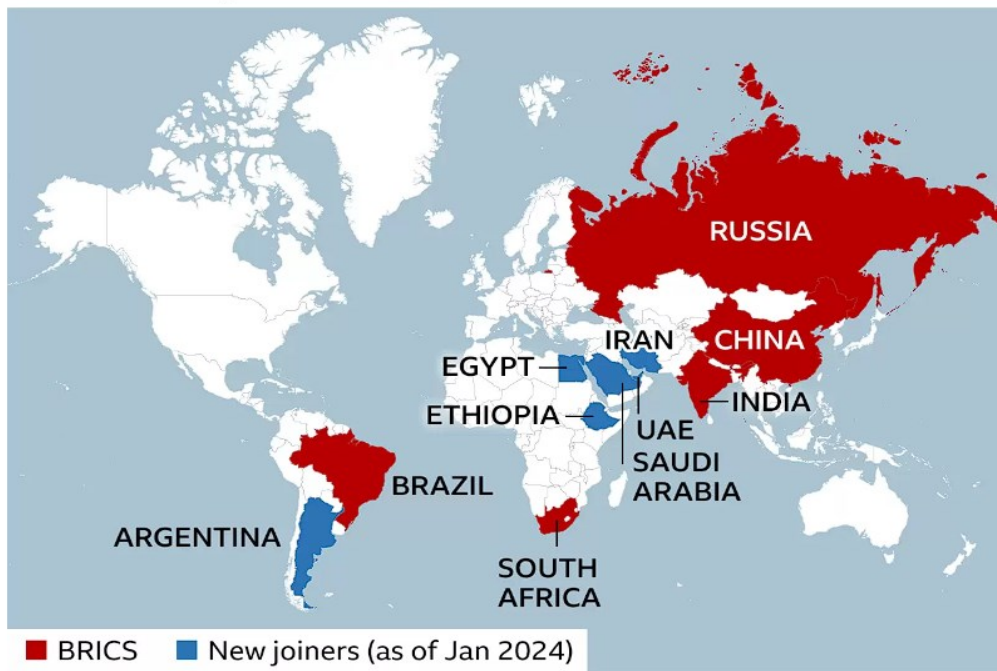 RUSSIA
CHINA
IRAN
EGYPT
INDIA
ETHIOPIA
UAE
SAUDI
ARABIA
BRAZIL
ARGENTINA
SOUTH
AFRICA
BRICS
New joiners (as of Jan 2024)